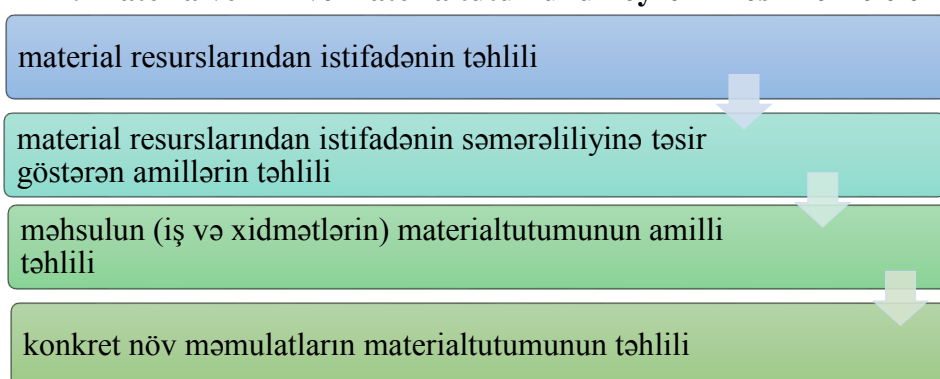 material resurslarından istifadənin təhlili
material resurslarından istifadənin səmərəliliyinə təsir
göstərən amillərin təhlili
məhsulun (iş və xidmətlərin) materialtutumunun amilli
təhlili
konkret növ məmulatların materialtutumunun təhlili